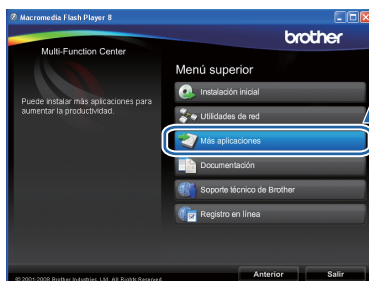 Macromedia Flash Player 8
brother
Multi-Function Center
Menú superior
Puede instalar más aplicaciones para
aumentar la productividad.
Instalación inicial
Utilidades de red
Más aplicaciones
Documentación
Soporte técnico de Brother
Registro en línea
© 2001-2008 Brother Industries, Ltd. All Rights Reserved.
Anterior
Salir